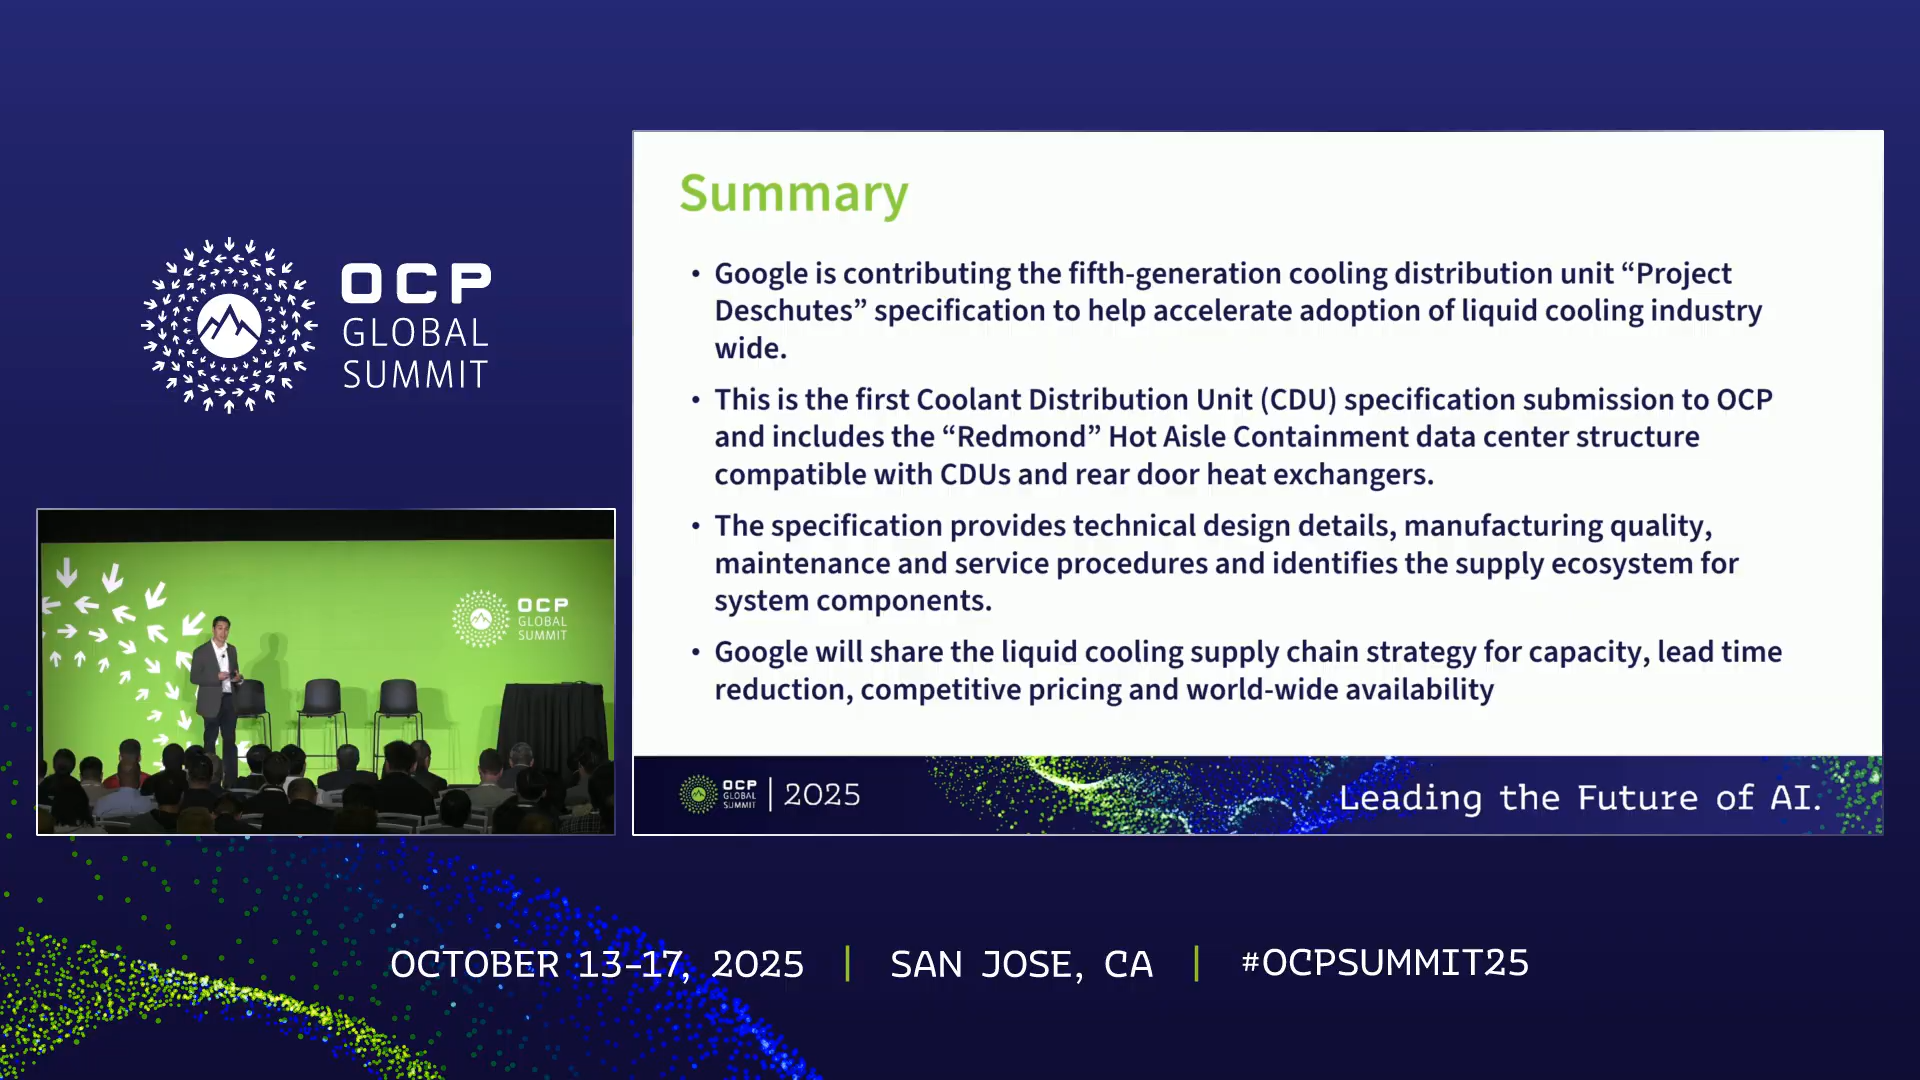 OCP
GLOBAL
SUMMIT
Summary
• Google is contributing the fifth-generation cooling distribution unit “Project
Deschutes” specification to help accelerate adoption of liquid cooling industry
wide.
• This is the first Coolant Distribution Unit (CDU) specification submission to OCP
and includes the “Redmond” Hot Aisle Containment data center structure
compatible with CDUs and rear door heat exchangers.
• The specification provides technical design details, manufacturing quality,
maintenance and service procedures and identifies the supply ecosystem for
system components.
• Google will share the liquid cooling supply chain strategy for capacity, lead time
reduction, competitive pricing and world-wide availability
OCP
GLOBAL
SUMMIT
OCP
GLOBAL
SUMMIT
2025
Leading the Future of AI.
OCTOBER 13-17, 2025 | SAN JOSE, CA | #OCPSUMMIT25